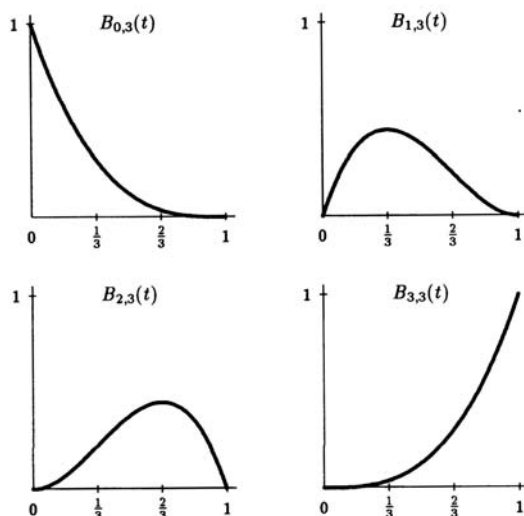 B₀,₃(t)
1
0 1/3 2/3 1
B₁,₃(t)
1
0 1/3 2/3 1
B₂,₃(t)
1
0 1/3 2/3 1
B₃,₃(t)
1
0 1/3 2/3 1